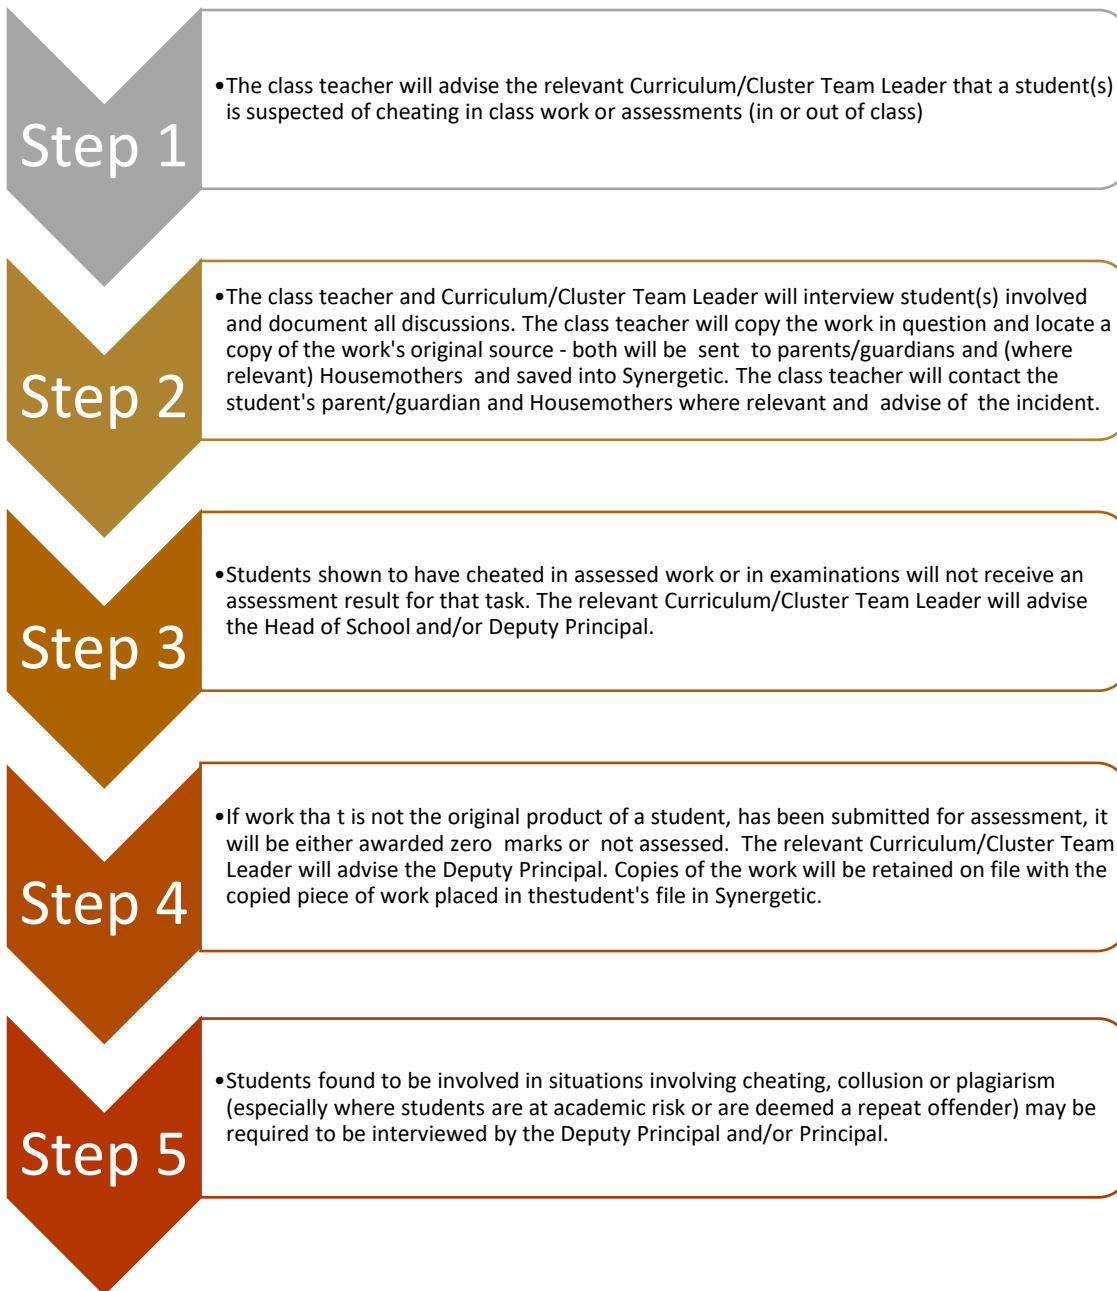 Step 1
•The class teacher will advise the relevant Curriculum/Cluster Team Leader that a student(s)
is suspected of cheating in class work or assessments (in or out of class)
Step 2
•The class teacher and Curriculum/Cluster Team Leader will interview student(s) involved
and document all discussions. The class teacher will copy the work in question and locate a
copy of the work's original source - both will be  sent  to parents/guardians and (where
relevant) Housemothers  and saved into Synergetic. The class teacher will contact the
student's parent/guardian and Housemothers where relevant and  advise of  the incident.
Step 3
•Students shown to have cheated in assessed work or in examinations will not receive an
assessment result for that task. The relevant Curriculum/Cluster Team Leader will advise
the Head of School and/or Deputy Principal.
Step 4
•If work tha t is not the original product of a student, has been submitted for assessment, it
will be either awarded zero  marks or  not assessed.  The relevant Curriculum/Cluster Team
Leader will advise the Deputy Principal. Copies of the work will be retained on file with the
copied piece of work placed in thestudent's file in Synergetic.
Step 5
•Students found to be involved in situations involving cheating, collusion or plagiarism
(especially where students are at academic risk or are deemed a repeat offender) may be
required to be interviewed by the Deputy Principal and/or Principal.